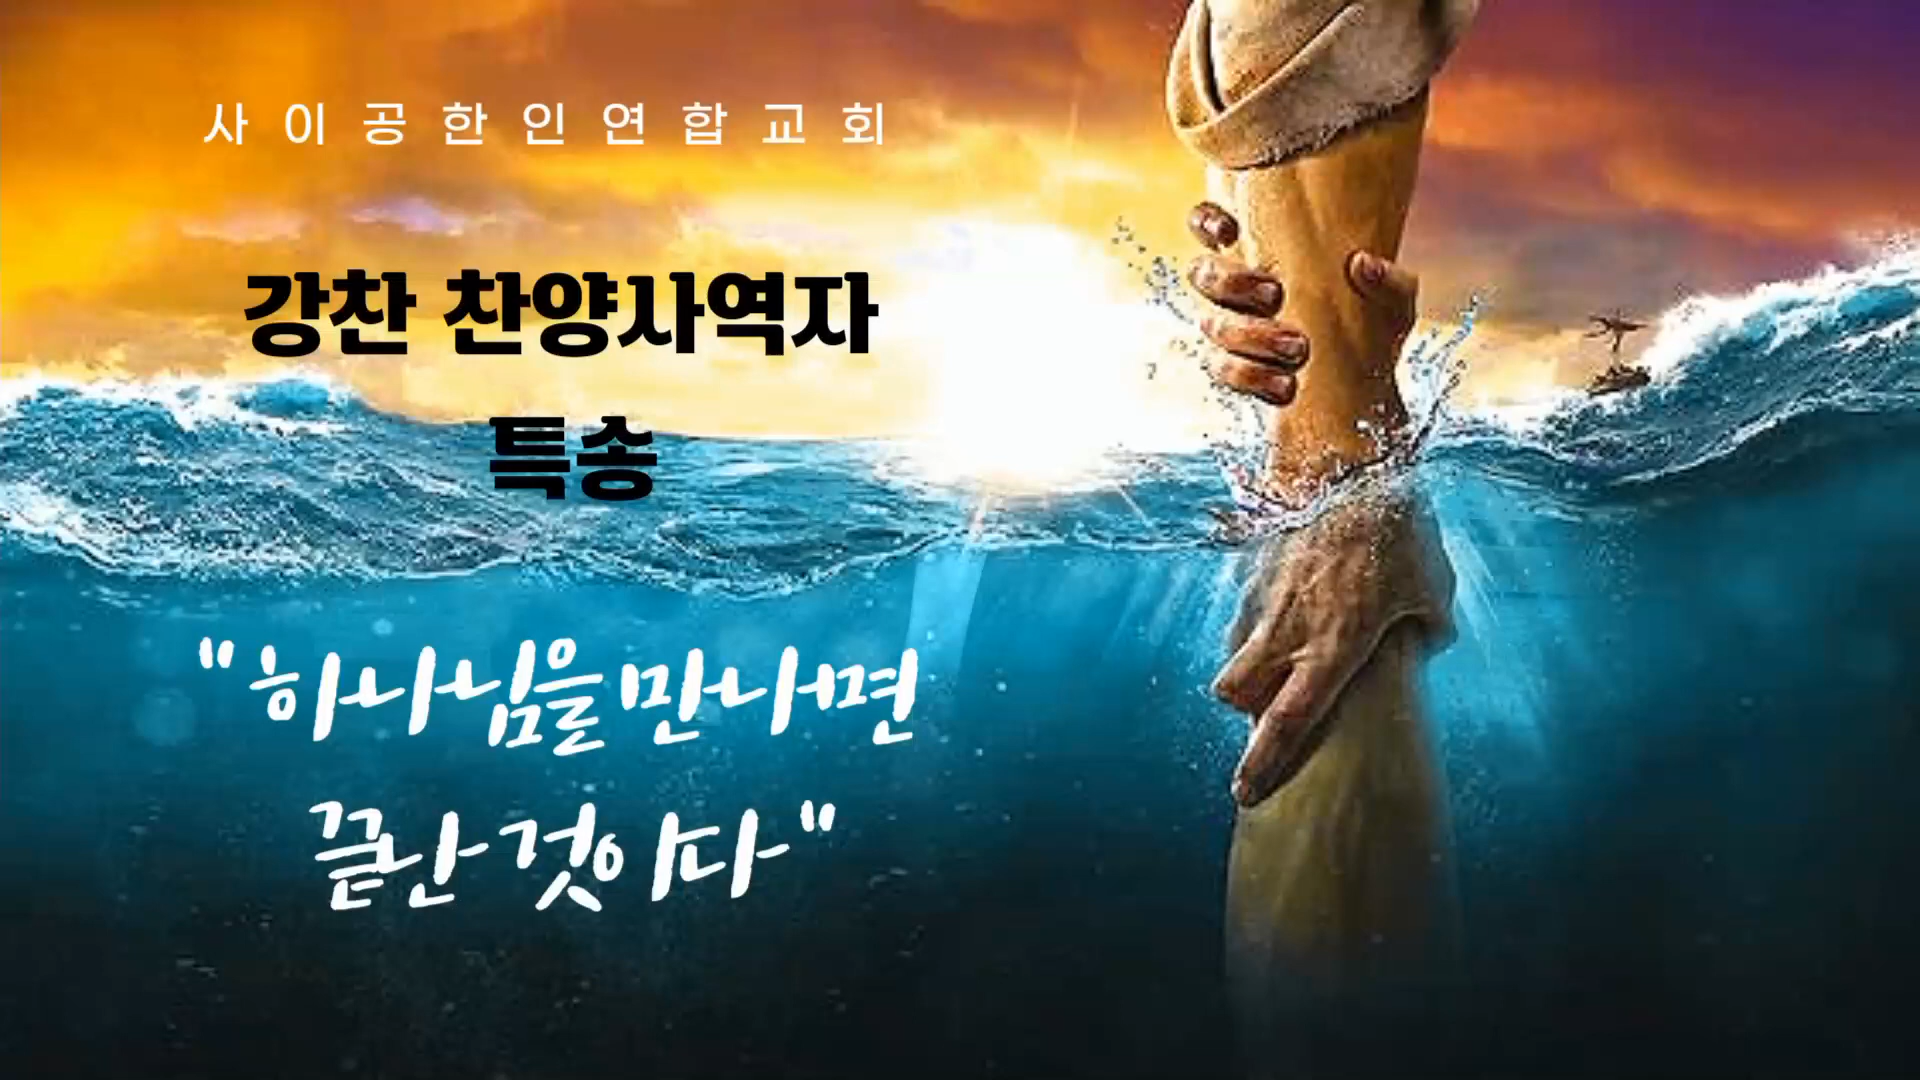 사이공한인연합교회
강찬 찬양사역자
특송
"하나님을 만나면
끝난 것이다"